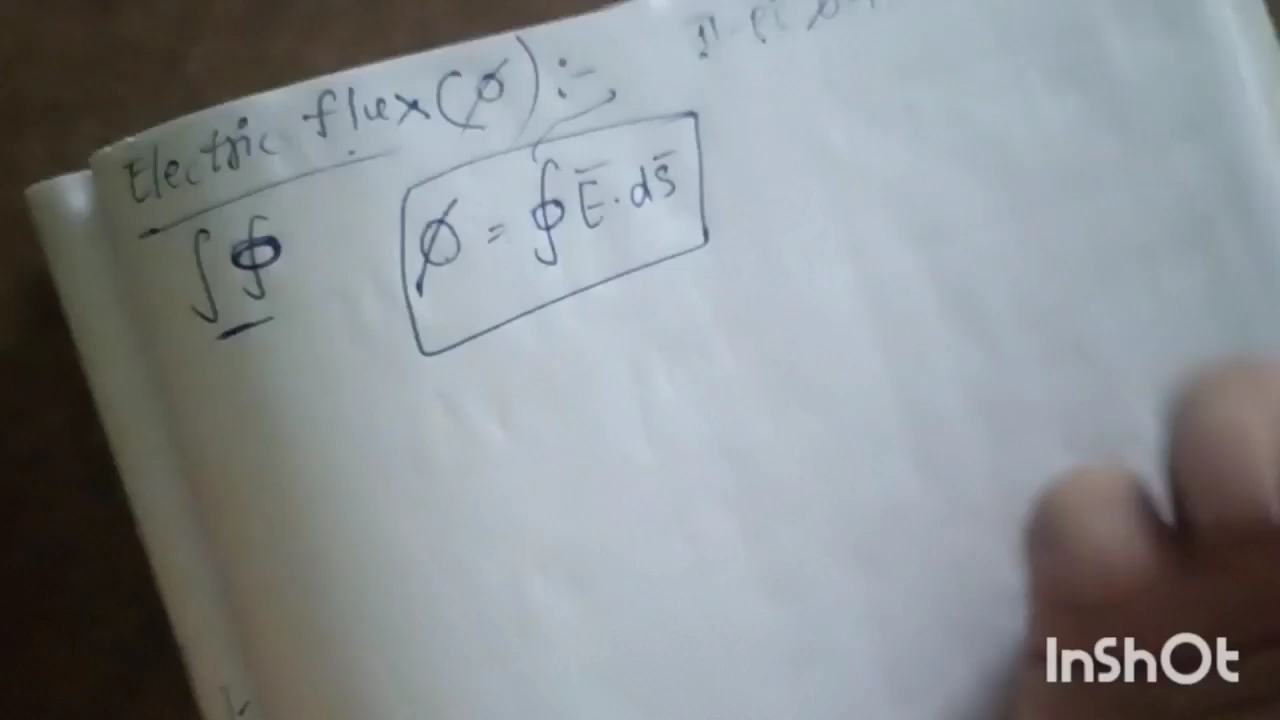 Electric flux (φ) :-
∫ ∮
φ = ∮ E̅ . dS̅
InShOt